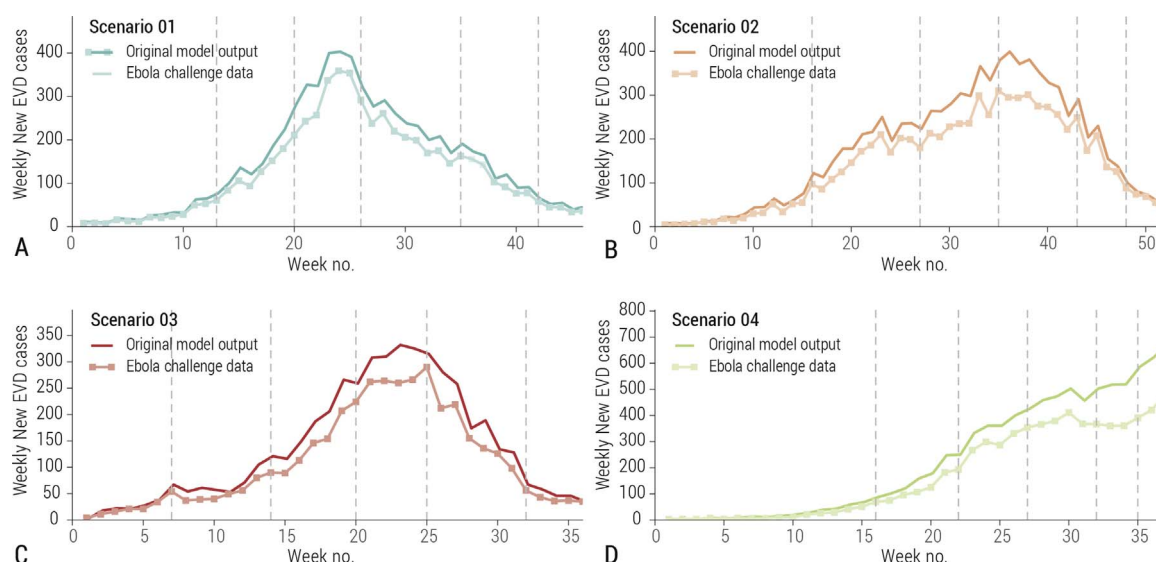 Scenario 01
Original model output
Ebola challenge data
Weekly New EVD cases
400
300
200
100
0
0
10
20
30
40
Week no.
A
Scenario 02
Original model output
Ebola challenge data
Weekly New EVD cases
400
300
200
100
0
0
10
20
30
40
50
Week no.
B
Scenario 03
Original model output
Ebola challenge data
Weekly New EVD cases
350
300
250
200
150
100
50
0
0
5
10
15
20
25
30
35
Week no.
C
Scenario 04
Original model output
Ebola challenge data
Weekly New EVD cases
800
700
600
500
400
300
200
100
0
0
5
10
15
20
22
30
35
Week no.
D